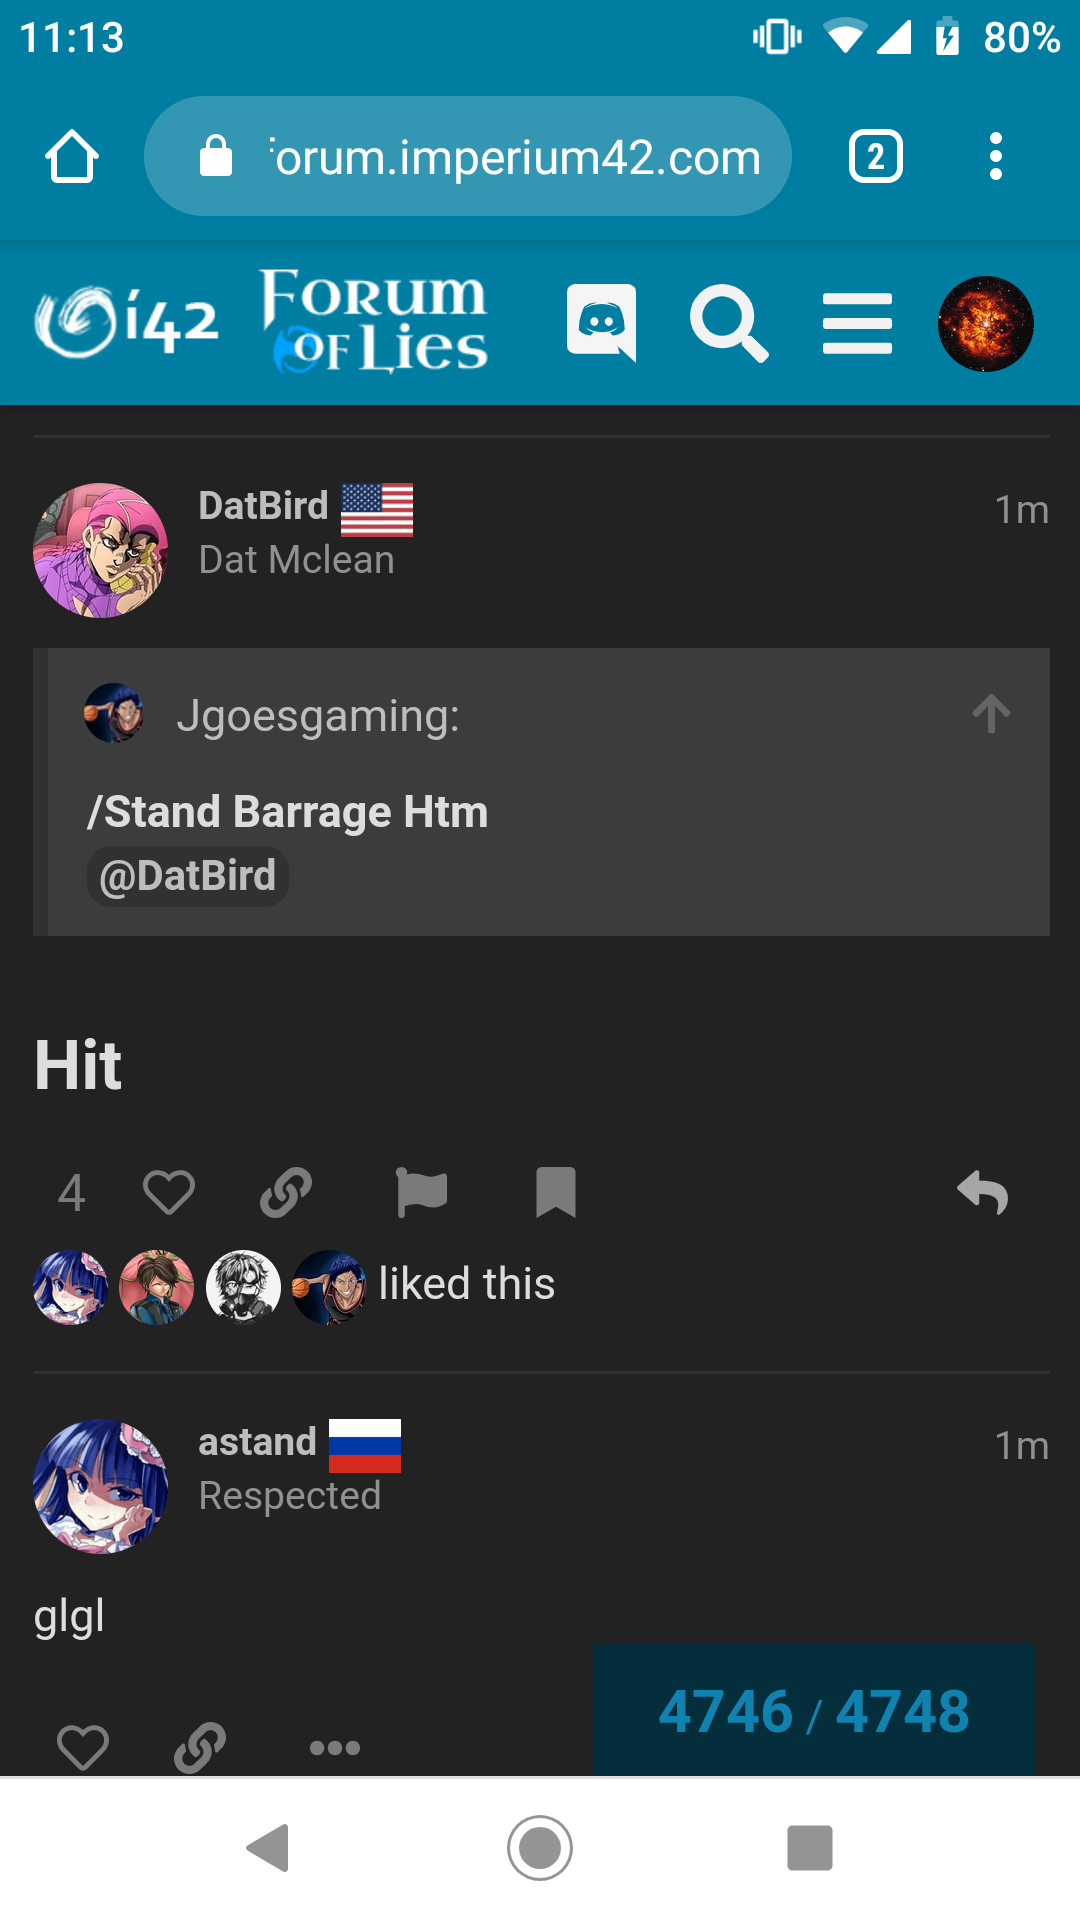 11:13
80%
forum.imperium42.com
2
i42
Forum
of Lies
DatBird
1m
Dat Mclean
Jgoesgaming:
/Stand Barrage Htm
@DatBird
Hit
4
liked this
astand
1m
Respected
glgl
4746 / 4748